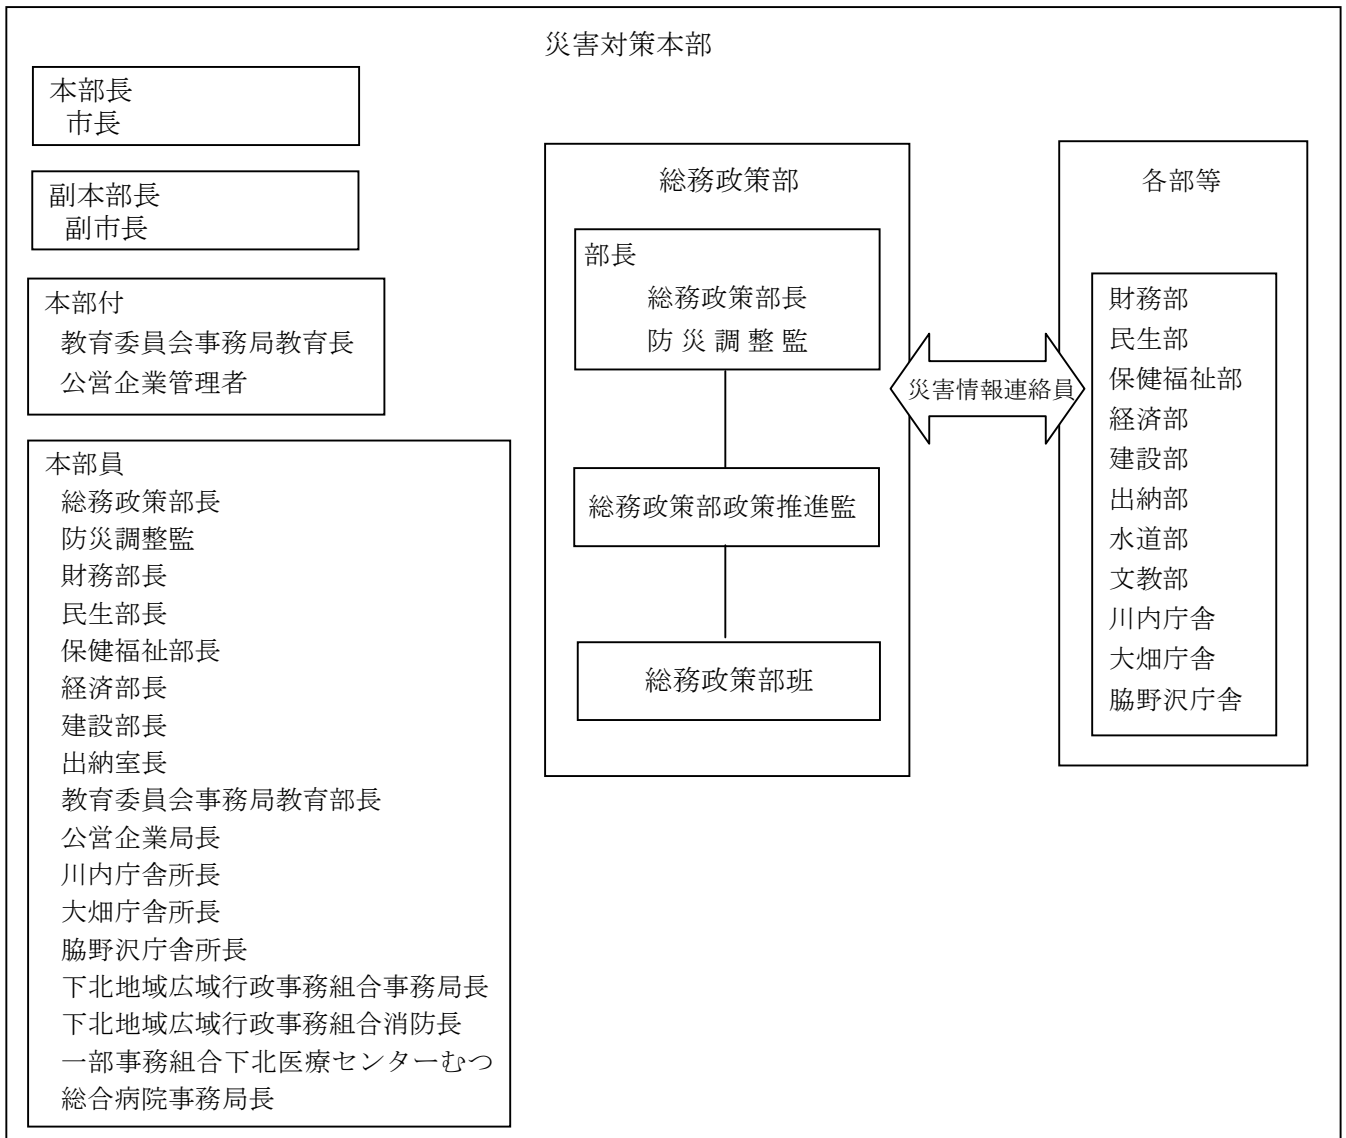 災害対策本部
本部長
市長
副本部長
副市長
本部付
教育委員会事務局教育長
公営企業管理者
本部員
総務政策部長
防災調整監
財務部長
民生部長
保健福祉部長
経済部長
建設部長
出納室長
教育委員会事務局教育部長
公営企業局長
川内庁舎所長
大畑庁舎所長
脇野沢庁舎所長
下北地域広域行政事務組合事務局長
下北地域広域行政事務組合消防長
一部事務組合下北医療センターむつ
総合病院事務局長
総務政策部
部長
総務政策部長
防災調整監
総務政策部政策推進監
総務政策部班
災害情報連絡員
各部等
財務部
民生部
保健福祉部
経済部
建設部
出納部
水道部
文教部
川内庁舎
大畑庁舎
脇野沢庁舎